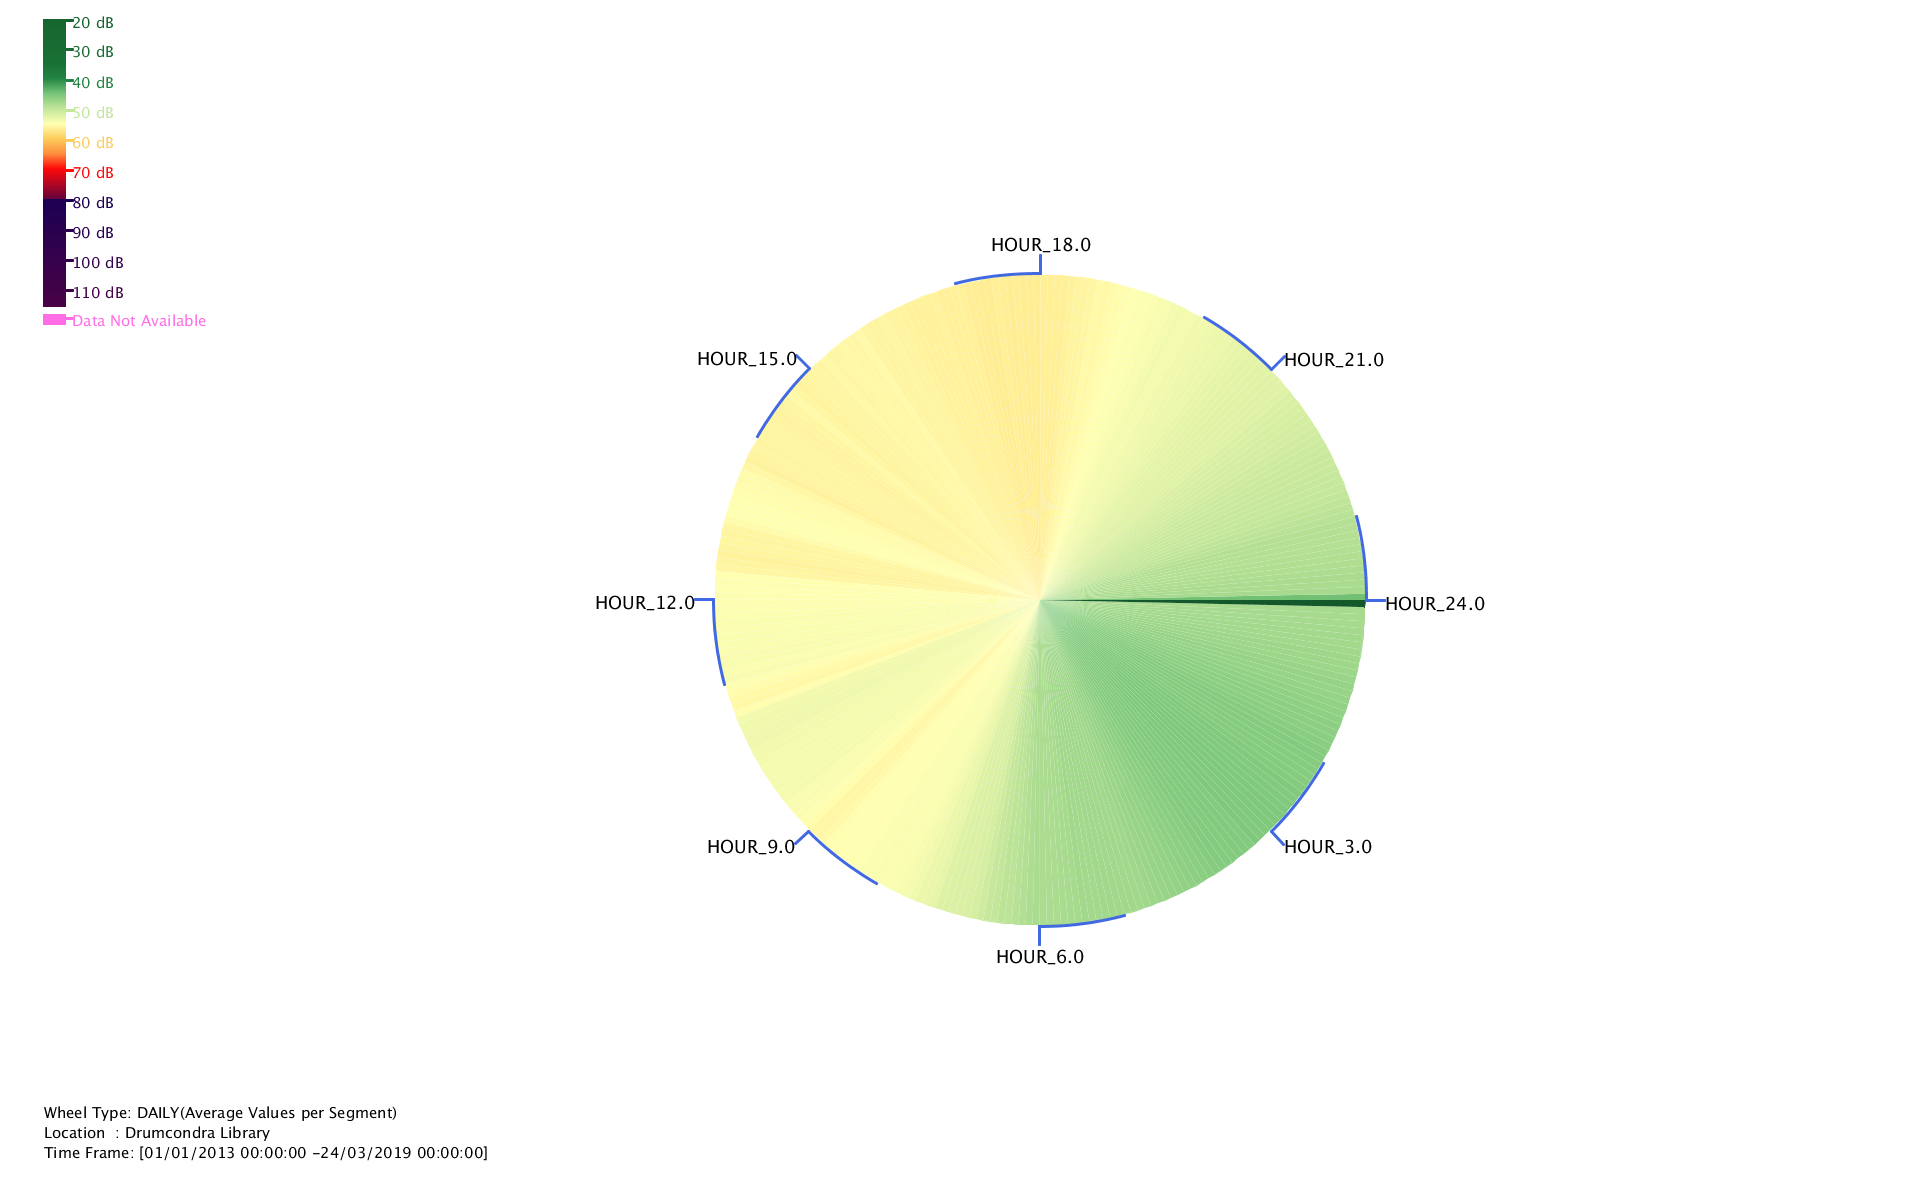 20 dB
30 dB
40 dB
50 dB
60 dB
70 dB
80 dB
90 dB
100 dB
110 dB
Data Not Available
HOUR_18.0
HOUR_15.0
HOUR_21.0
HOUR_12.0
HOUR_24.0
HOUR_9.0
HOUR_3.0
HOUR_6.0
Wheel Type: DAILY(Average Values per Segment)
Location  : Drumcondra Library
Time Frame: [01/01/2013 00:00:00 -24/03/2019 00:00:00]